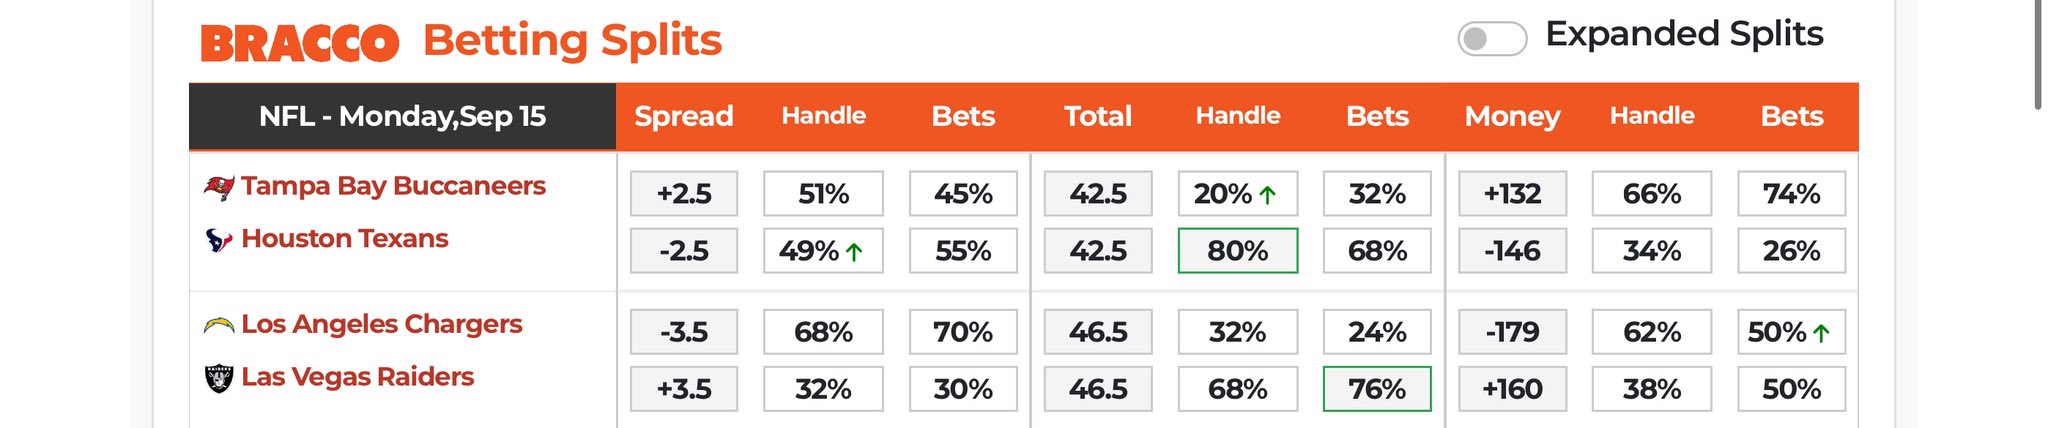 BRACCO Betting Splits Expanded Splits
NFL - Monday,Sep 15 Spread Handle Bets Total Handle Bets Money Handle Bets
Tampa Bay Buccaneers +2.5 51% 45% 42.5 20% ↑ 32% +132 66% 74%
Houston Texans -2.5 49% ↑ 55% 42.5 80% 68% -146 34% 26%
Los Angeles Chargers -3.5 68% 70% 46.5 32% 24% -179 62% 50% ↑
Las Vegas Raiders +3.5 32% 30% 46.5 68% 76% +160 38% 50%